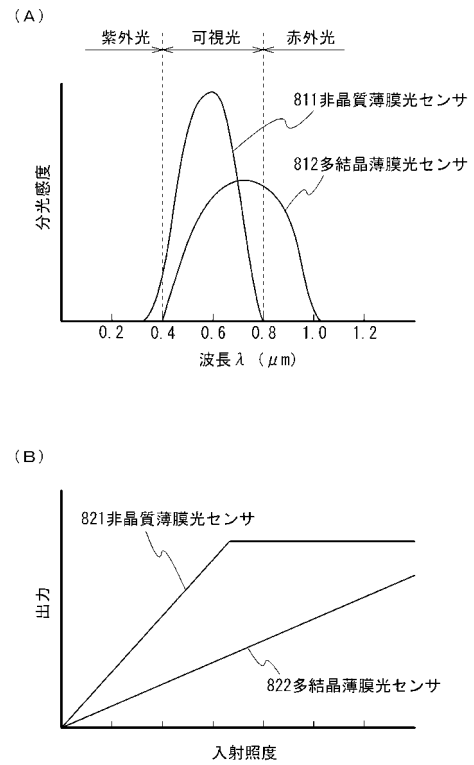 (A)
紫外光 可視光 赤外光
811非晶質薄膜光センサ
812多結晶薄膜光センサ
分光感度
0.2 0.4 0.6 0.8 1.0 1.2
波長λ (μm)
(B)
821非晶質薄膜光センサ
出力
822多結晶薄膜光センサ
入射照度